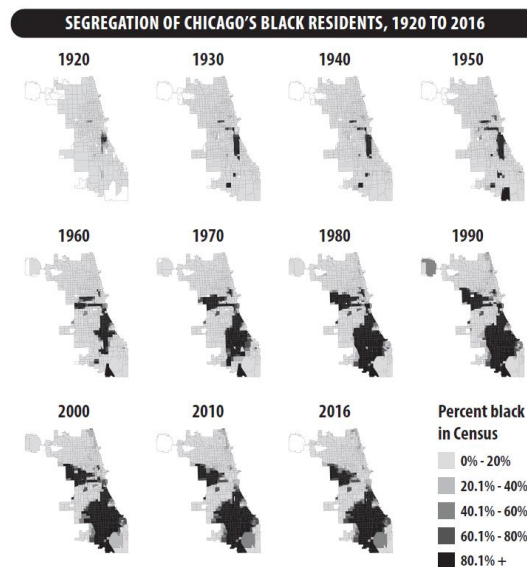 SEGREGATION OF CHICAGO'S BLACK RESIDENTS, 1920 TO 2016
1920
1930
1940
1950
1960
1970
1980
1990
2000
2010
2016
Percent black
in Census
0% - 20%
20.1% - 40%
40.1% - 60%
60.1% - 80%
80.1% +